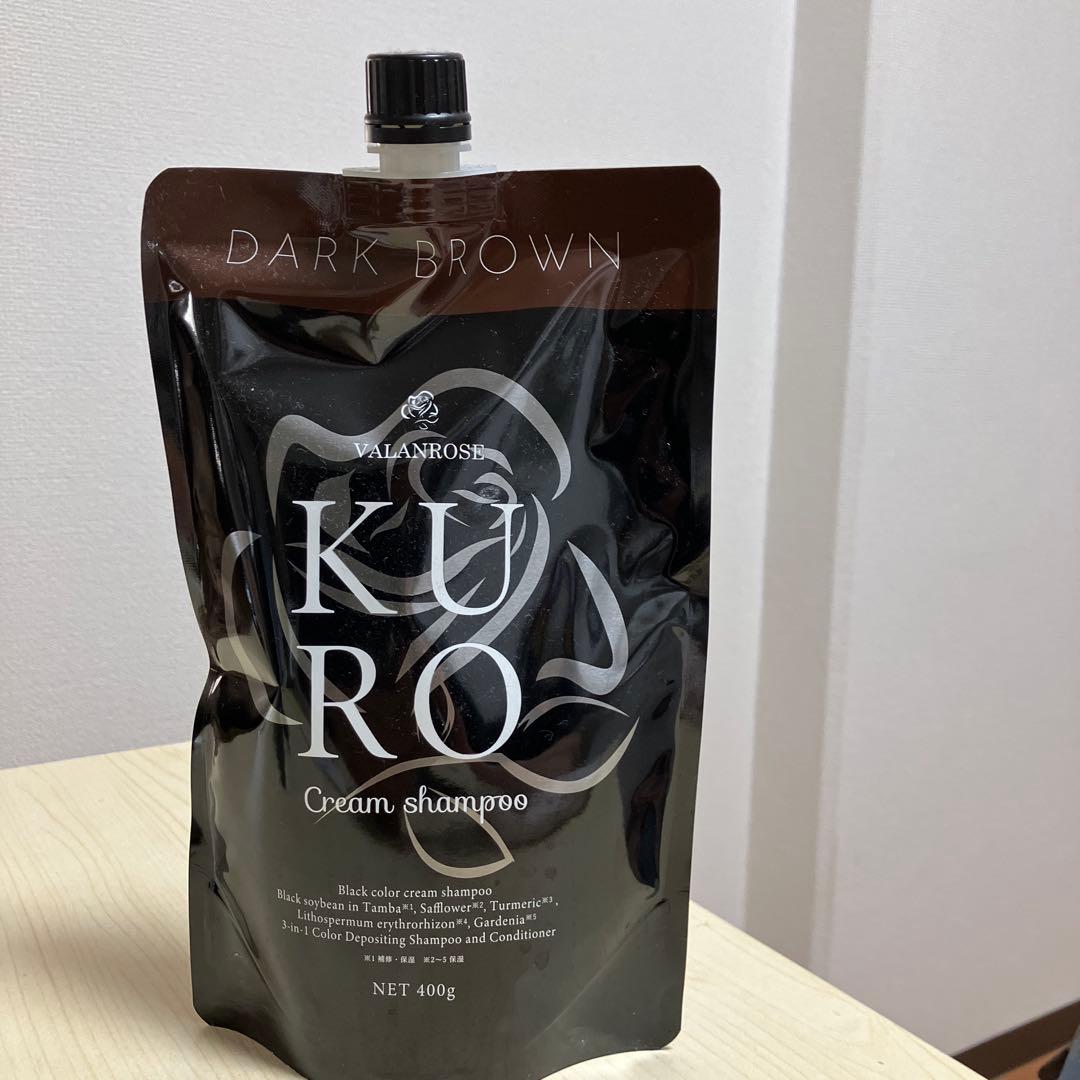 DARK BROWN
VALANROSE
KU
RO
Cream shampoo
Black color cream shampoo
Black soybean in Tamba※1, Safflower※2, Turmeric※3,
Lithospermum erythrorhizon※4, Gardenia※5
3-in-1 Color Depositing Shampoo and Conditioner
※1 補修・保湿 ※2~5 保湿
NET 400g